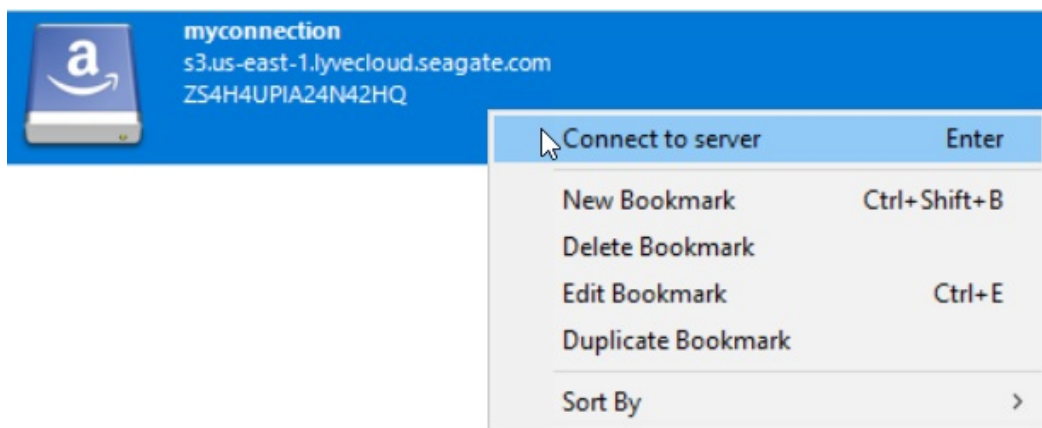 a
myconnection
s3.us-east-1.lyvecloud.seagate.com
ZS4H4UPIA24N42HQ
Connect to server Enter
New Bookmark Ctrl+Shift+B
Delete Bookmark
Edit Bookmark Ctrl+E
Duplicate Bookmark
Sort By >